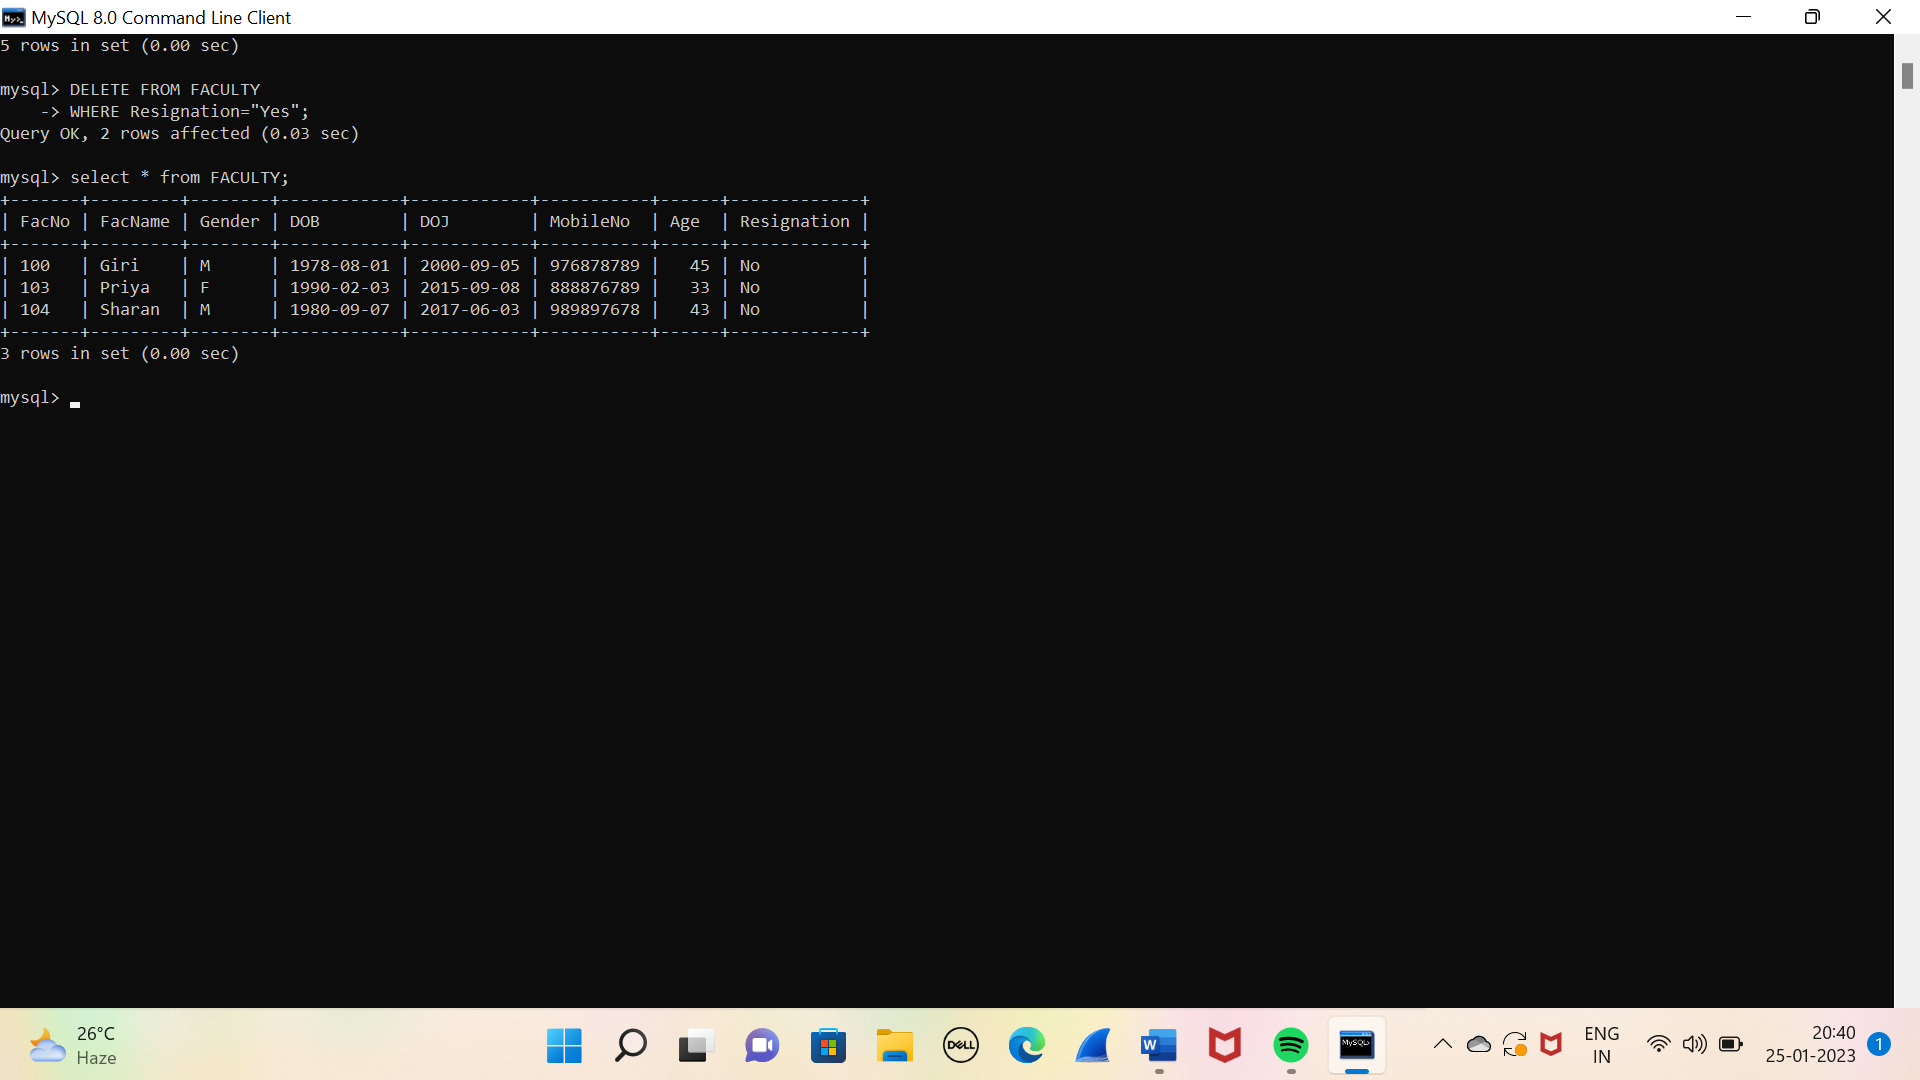 MySQL 8.0 Command Line Client
5 rows in set (0.00 sec)
mysql> DELETE FROM FACULTY
    -> WHERE Resignation="Yes";
Query OK, 2 rows affected (0.03 sec)
mysql> select * from FACULTY;
+-------+---------+--------+------------+------------+-----------+------+-------------+
| FacNo | FacName | Gender | DOB        | DOJ        | MobileNo  | Age  | Resignation |
+-------+---------+--------+------------+------------+-----------+------+-------------+
| 100   | Giri    | M      | 1978-08-01 | 2000-09-05 | 976878789 |   45 | No          |
| 103   | Priya   | F      | 1990-02-03 | 2015-09-08 | 888876789 |   33 | No          |
| 104   | Sharan  | M      | 1980-09-07 | 2017-06-03 | 989897678 |   43 | No          |
+-------+---------+--------+------------+------------+-----------+------+-------------+
3 rows in set (0.00 sec)
mysql>
26°C
Haze
DELL
W
MySQL>
ENG
IN
20:40
25-01-2023
1